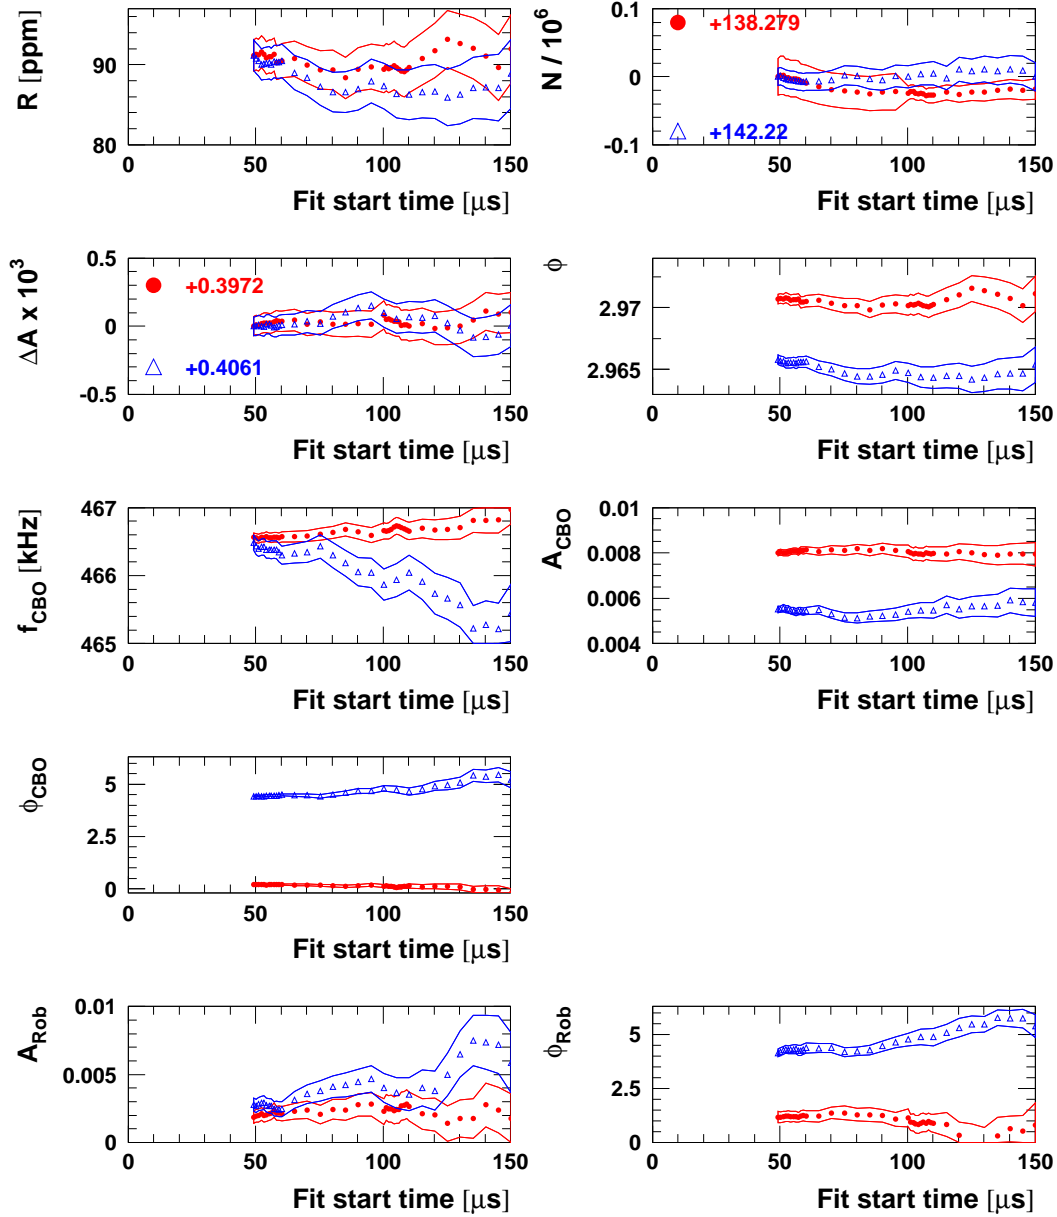 R [ppm]
90
80
0 50 100 150
Fit start time [μs]
N / 10^6
0.1
0
-0.1
+138.279
+142.22
0 50 100 150
Fit start time [μs]
ΔA x 10^3
0.5
0
-0.5
+0.3972
+0.4061
0 50 100 150
Fit start time [μs]
ϕ
2.97
2.965
0 50 100 150
Fit start time [μs]
f_CBO [kHz]
467
466
465
0 50 100 150
Fit start time [μs]
A_CBO
0.01
0.008
0.006
0.004
0 50 100 150
Fit start time [μs]
ϕ_CBO
5
2.5
0
0 50 100 150
Fit start time [μs]
A_Rob
0.01
0.005
0
0 50 100 150
Fit start time [μs]
ϕ_Rob
5
2.5
0
0 50 100 150
Fit start time [μs]